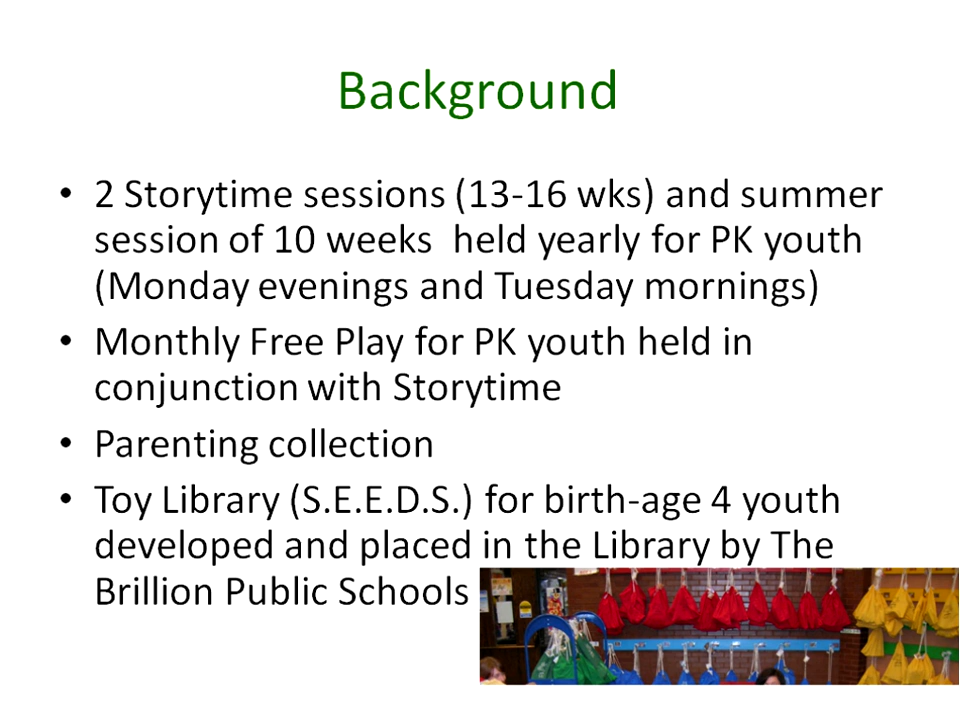 Background
• 2 Storytime sessions (13-16 wks) and summer
session of 10 weeks  held yearly for PK youth
(Monday evenings and Tuesday mornings)
• Monthly Free Play for PK youth held in
conjunction with Storytime
• Parenting collection
• Toy Library (S.E.E.D.S.) for birth-age 4 youth
developed and placed in the Library by The
Brillion Public Schools